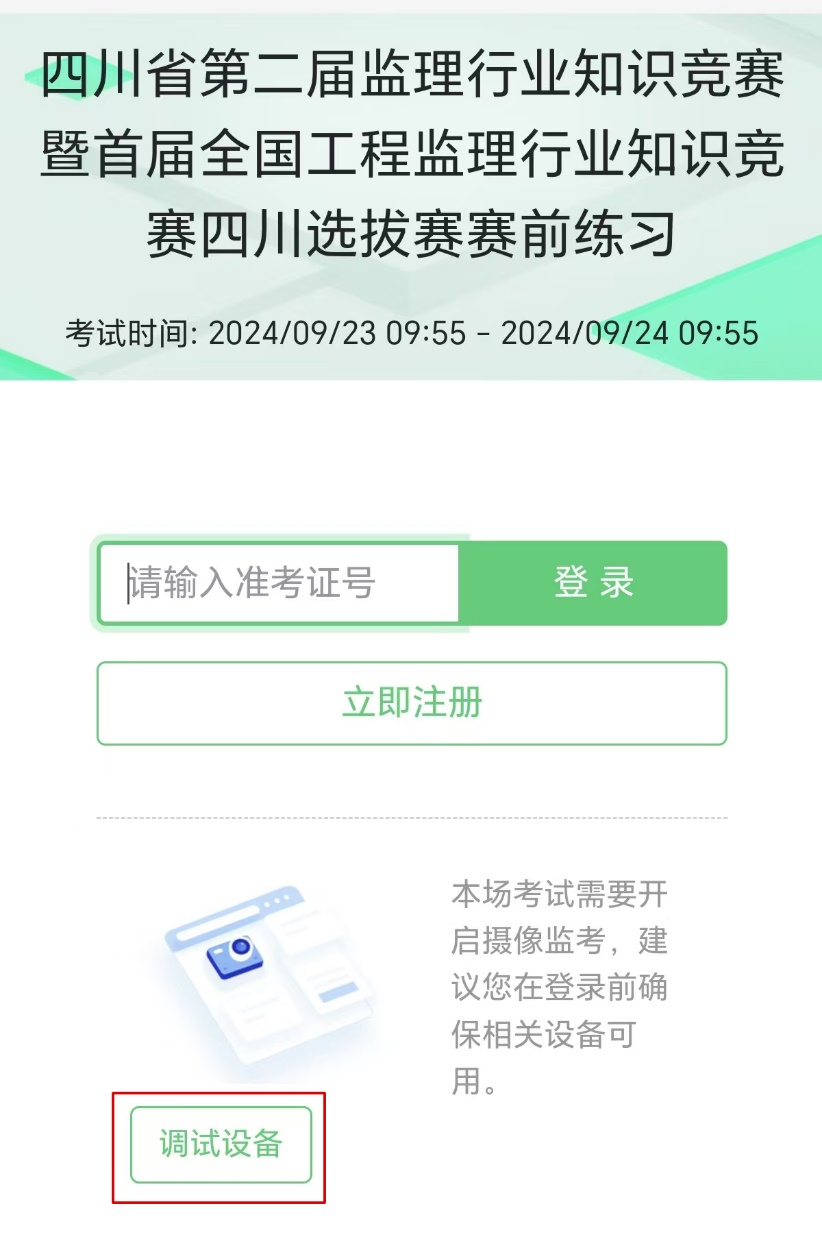 四川省第二届监理行业知识竞赛
暨首届全国工程监理行业知识竞
赛四川选拔赛赛前练习
考试时间: 2024/09/23 09:55 - 2024/09/24 09:55
请输入准考证号
登 录
立即注册
本场考试需要开
启摄像监考，建
议您在登录前确
保相关设备可
用。
调试设备